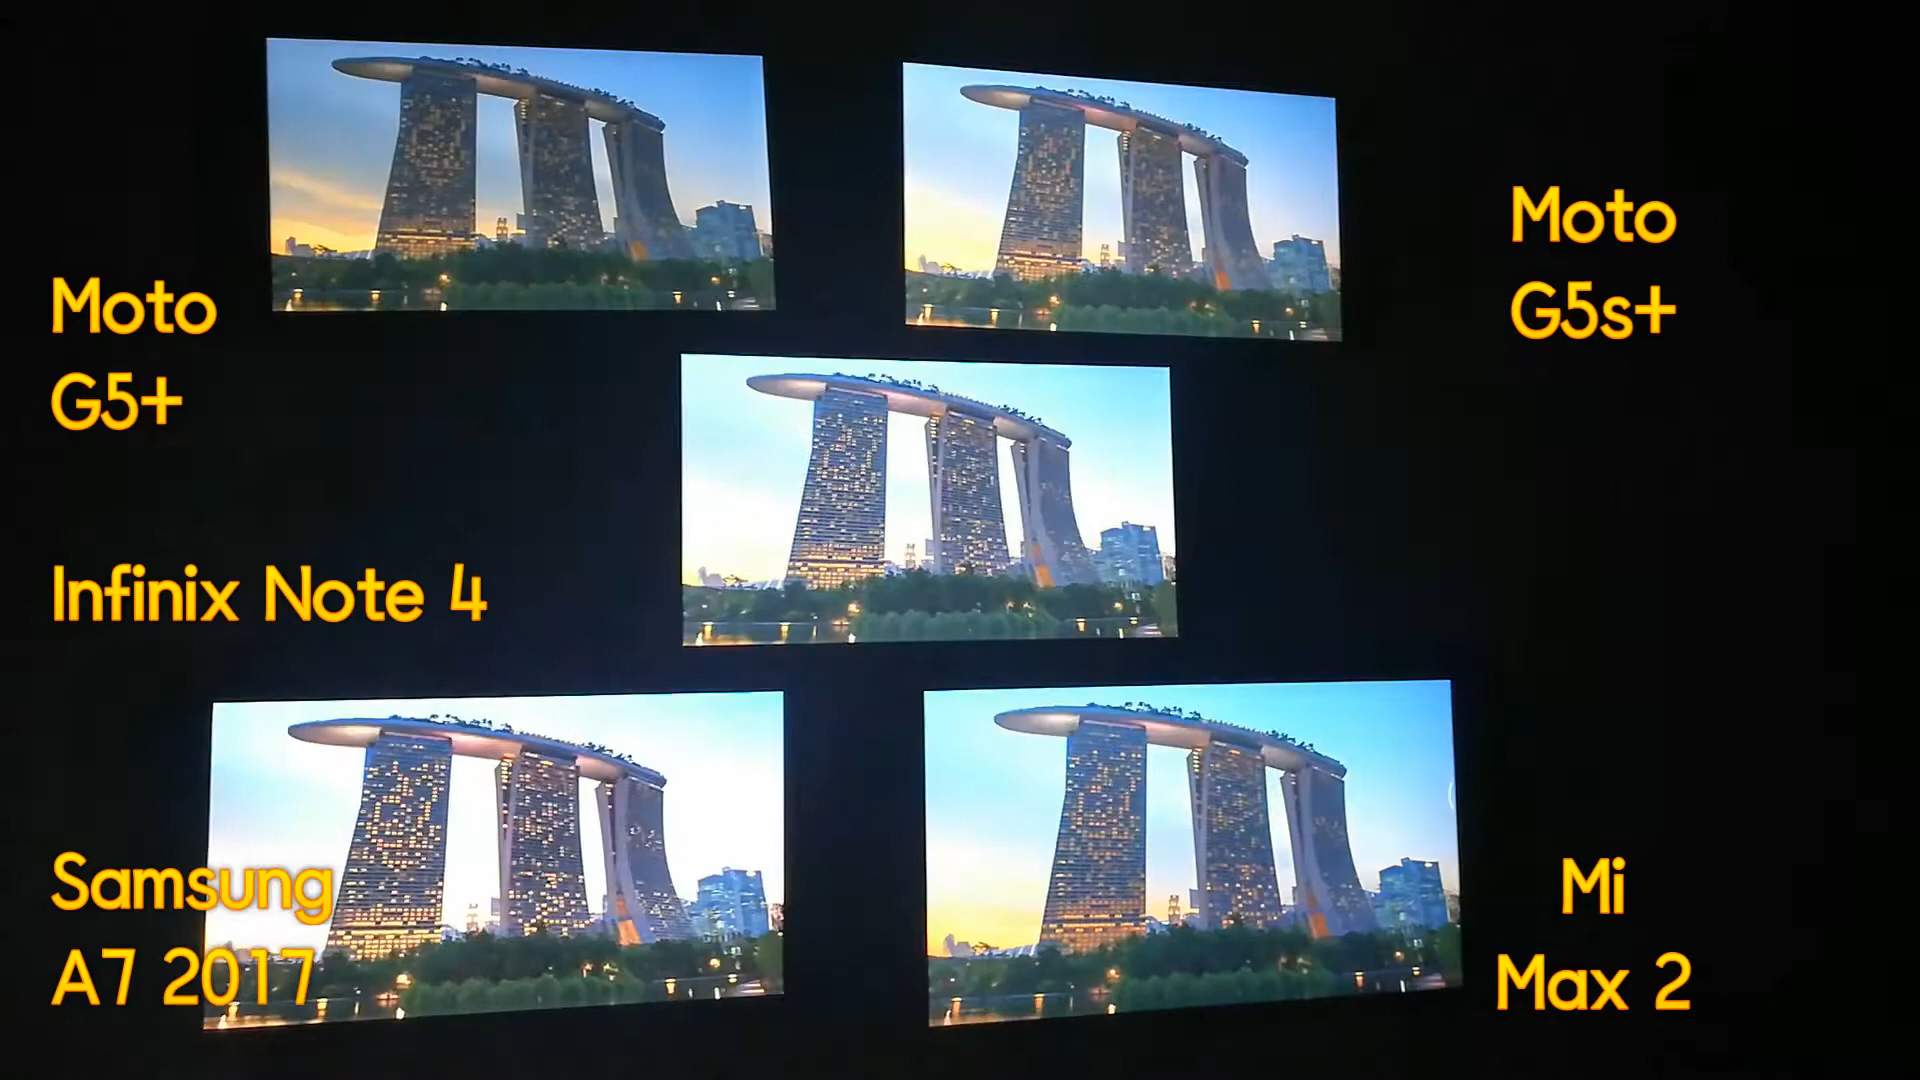 Moto
G5+
Moto
G5s+
Infinix Note 4
Samsung
A7 2017
Mi
Max 2